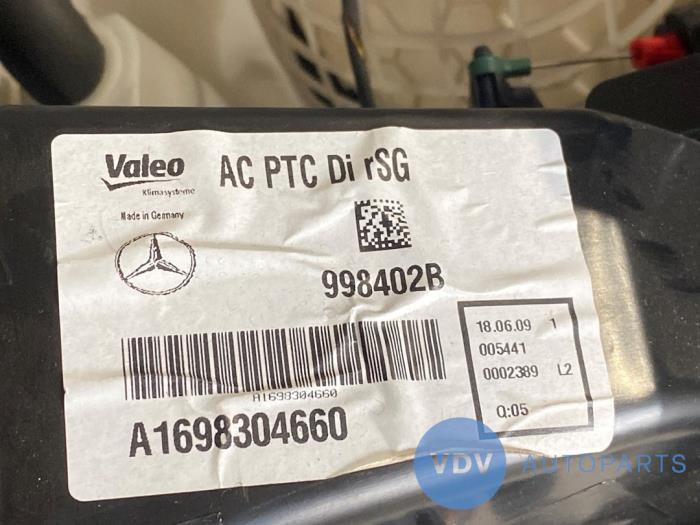 Valeo
Klimasysteme
AC PTC Di rSG
Made in Germany
998402B
A1698304660
A1698304660
18.06.09 1
005441
0002389 L2
Q:05
VDV AUTOPARTS